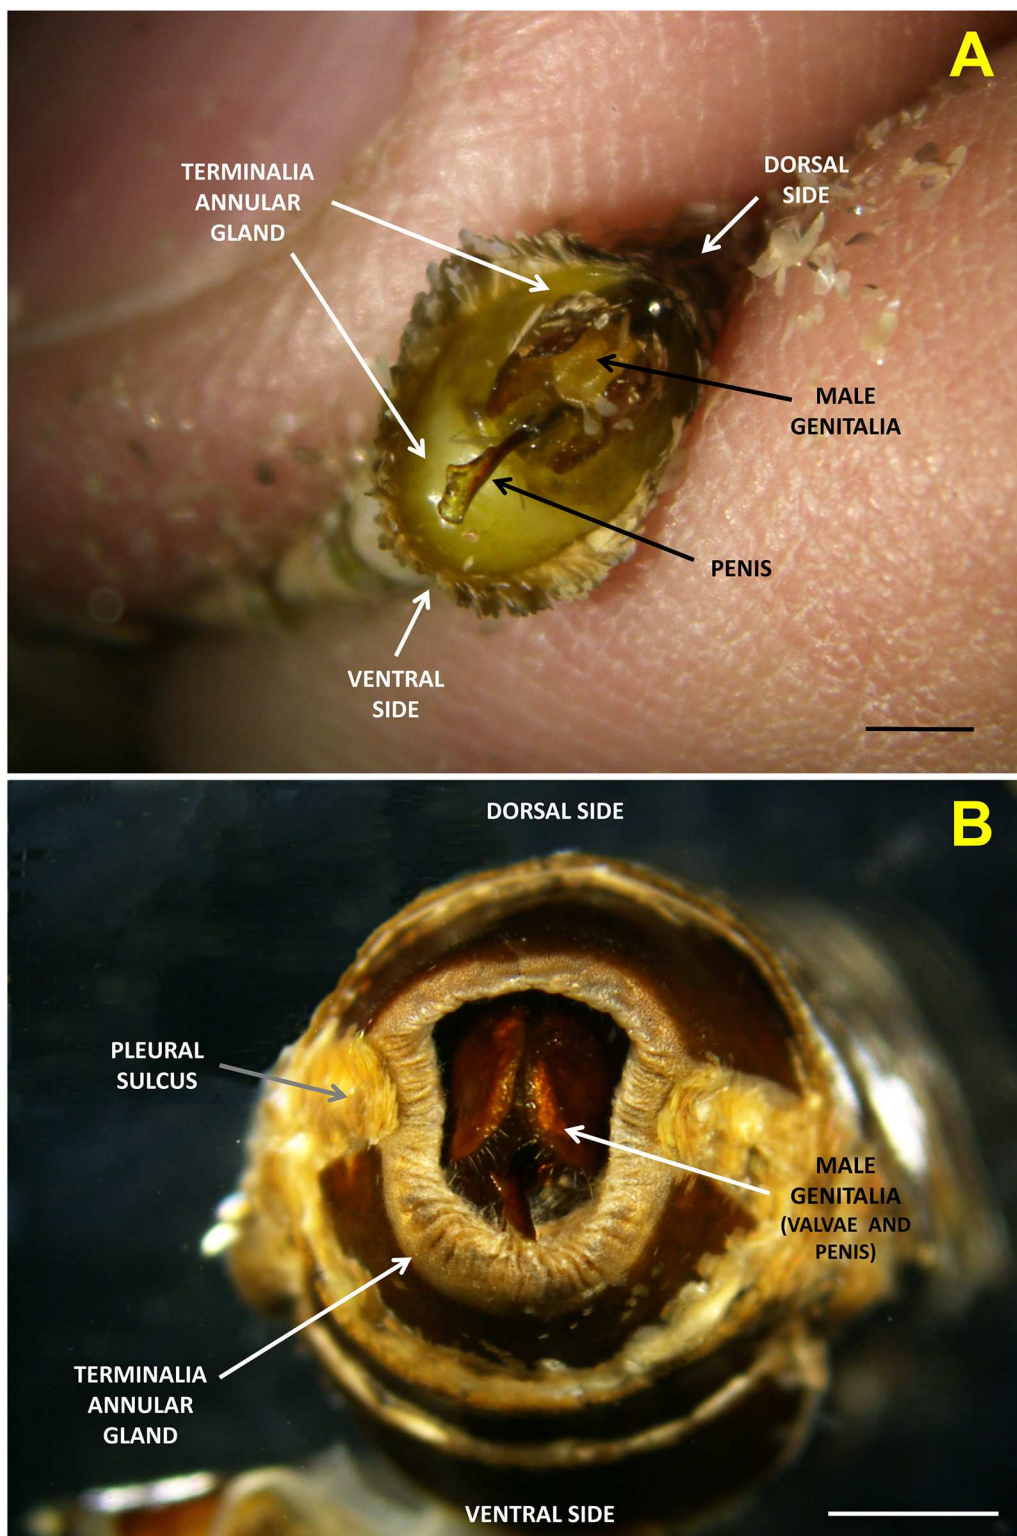 A
TERMINALIA
ANNULAR
GLAND
DORSAL
SIDE
MALE
GENITALIA
PENIS
VENTRAL
SIDE
DORSAL SIDE
B
PLEURAL
SULCUS
MALE
GENITALIA
(VALVAE AND
PENIS)
TERMINALIA
ANNULAR
GLAND
VENTRAL SIDE